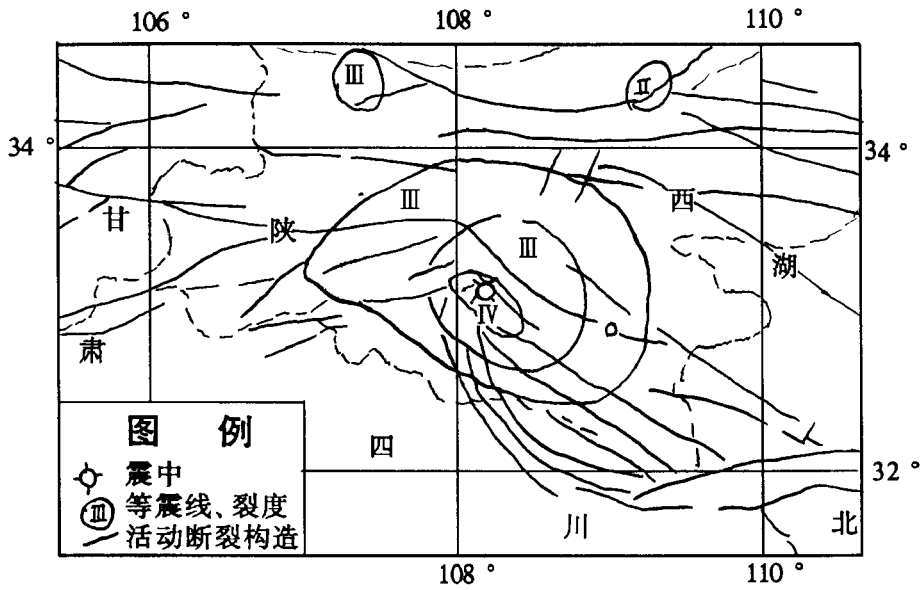 106 °
108 °
110 °
Ⅲ
Ⅱ
34 °
34 °
Ⅲ
西
甘
陕
Ⅲ
湖
Ⅳ
肃
图 例
震中
Ⅲ 等震线、裂度
活动断裂构造
四
32 °
川
北
108 °
110 °